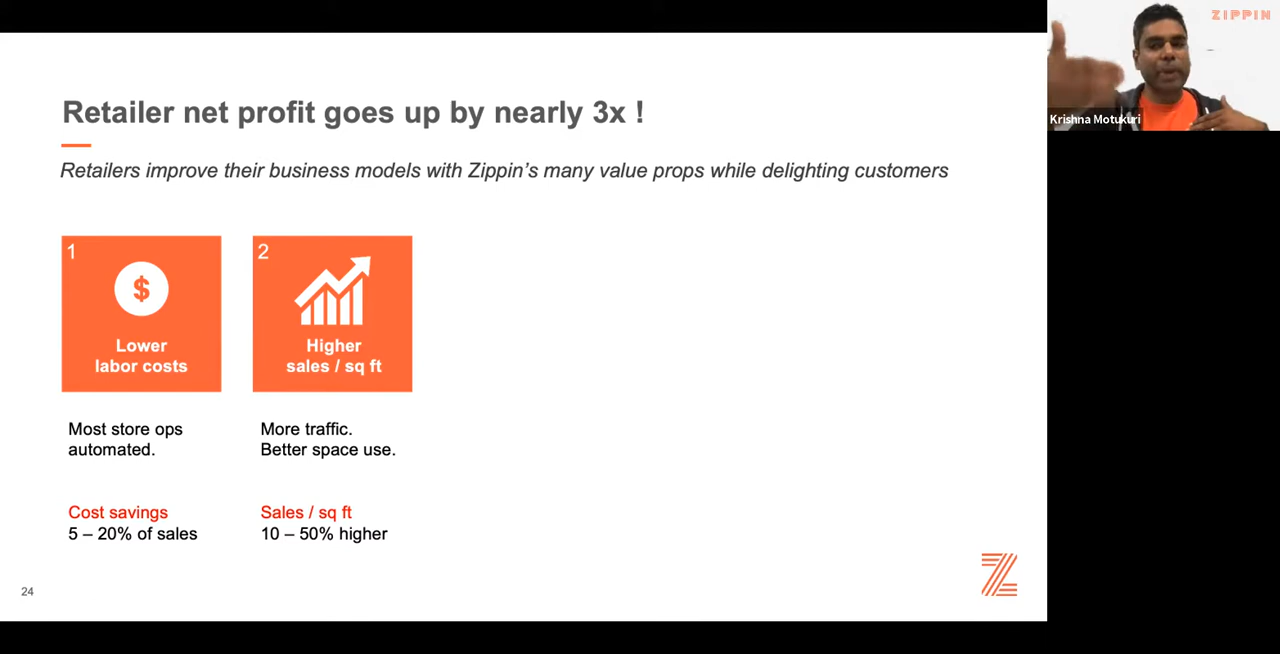 Retailer net profit goes up by nearly 3x !
Retailers improve their business models with Zippin's many value props while delighting customers
1
$
Lower
labor costs
Most store ops
automated.
Cost savings
5 – 20% of sales
2
Higher
sales / sq ft
More traffic.
Better space use.
Sales / sq ft
10 – 50% higher
24
Z
ZIPPIN
Krishna Motukuri